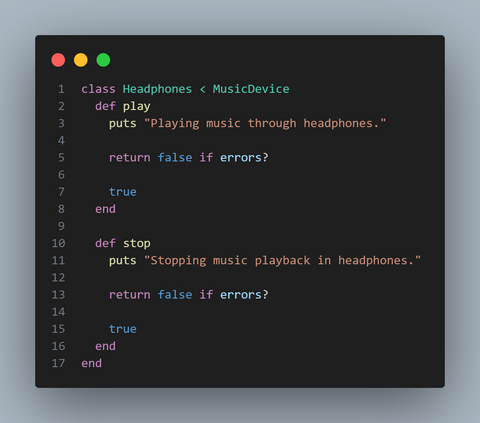 1 class Headphones < MusicDevice
2   def play
3     puts "Playing music through headphones."
4
5     return false if errors?
6
7     true
8   end
9
10   def stop
11     puts "Stopping music playback in headphones."
12
13     return false if errors?
14
15     true
16   end
17 end